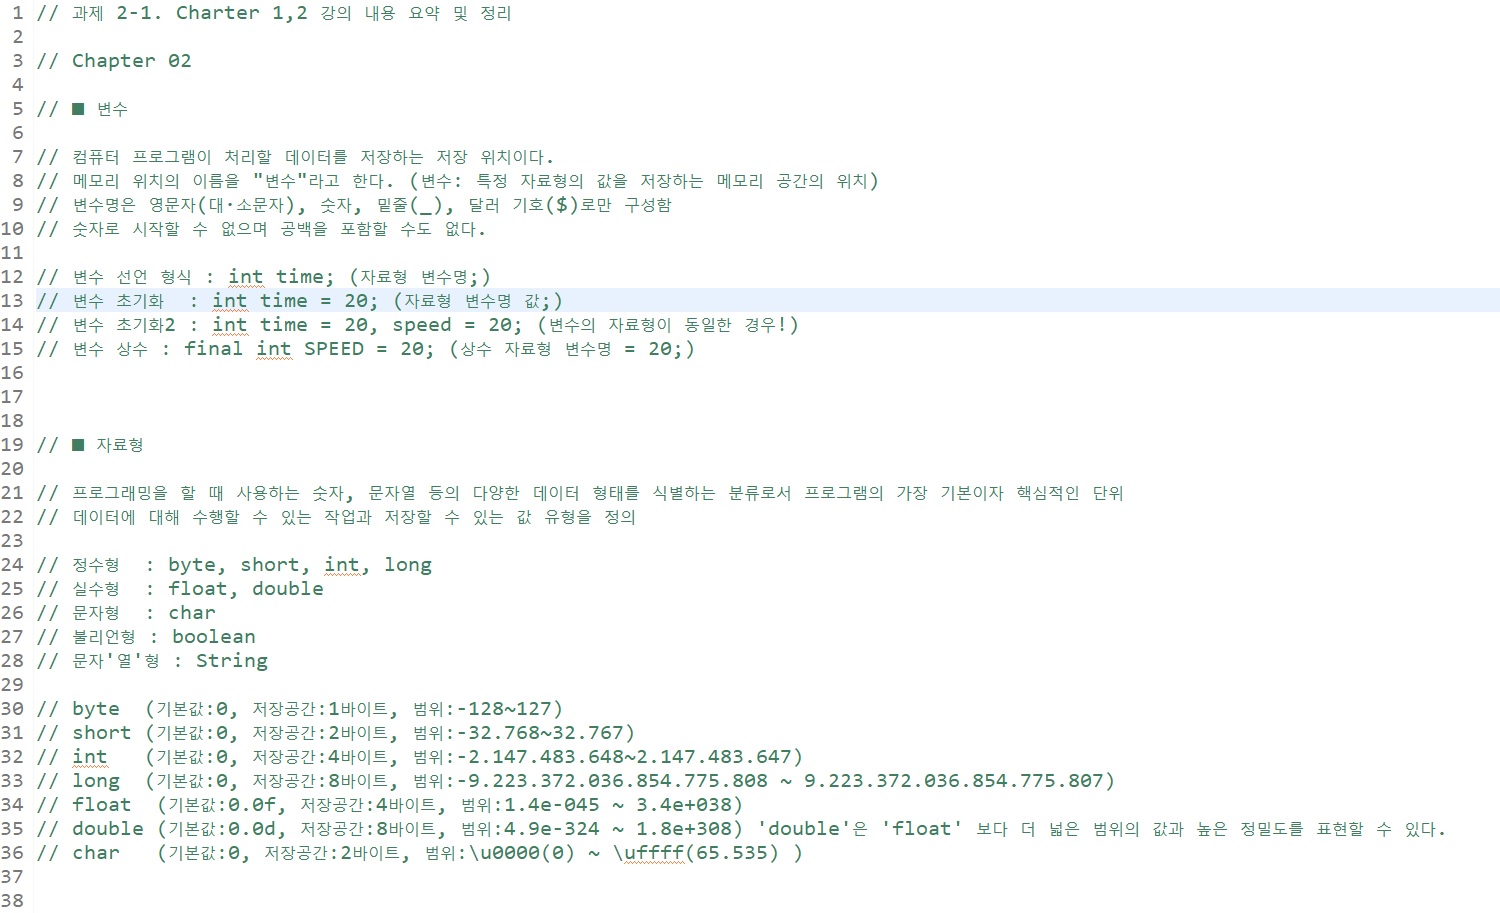 1 // 과제 2-1. Charter 1,2 강의 내용 요약 및 정리
2
3 // Chapter 02
4
5 // ■ 변수
6
7 // 컴퓨터 프로그램이 처리할 데이터를 저장하는 저장 위치이다.
8 // 메모리 위치의 이름을 "변수"라고 한다. (변수: 특정 자료형의 값을 저장하는 메모리 공간의 위치)
9 // 변수명은 영문자(대·소문자), 숫자, 밑줄(_), 달러 기호($)로만 구성함
10 // 숫자로 시작할 수 없으며 공백을 포함할 수도 없다.
11
12 // 변수 선언 형식 : int time; (자료형 변수명;)
13 // 변수 초기화  : int time = 20; (자료형 변수명 값;)
14 // 변수 초기화2 : int time = 20, speed = 20; (변수의 자료형이 동일한 경우!)
15 // 변수 상수 : final int SPEED = 20; (상수 자료형 변수명 = 20;)
16
17
18
19 // ■ 자료형
20
21 // 프로그래밍을 할 때 사용하는 숫자, 문자열 등의 다양한 데이터 형태를 식별하는 분류로서 프로그램의 가장 기본이자 핵심적인 단위
22 // 데이터에 대해 수행할 수 있는 작업과 저장할 수 있는 값 유형을 정의
23
24 // 정수형  : byte, short, int, long
25 // 실수형  : float, double
26 // 문자형  : char
27 // 불리언형 : boolean
28 // 문자'열'형 : String
29
30 // byte  (기본값:0, 저장공간:1바이트, 범위:-128~127)
31 // short (기본값:0, 저장공간:2바이트, 범위:-32.768~32.767)
32 // int   (기본값:0, 저장공간:4바이트, 범위:-2.147.483.648~2.147.483.647)
33 // long  (기본값:0, 저장공간:8바이트, 범위:-9.223.372.036.854.775.808 ~ 9.223.372.036.854.775.807)
34 // float  (기본값:0.0f, 저장공간:4바이트, 범위:1.4e-045 ~ 3.4e+038)
35 // double (기본값:0.0d, 저장공간:8바이트, 범위:4.9e-324 ~ 1.8e+308) 'double'은 'float' 보다 더 넓은 범위의 값과 높은 정밀도를 표현할 수 있다.
36 // char   (기본값:0, 저장공간:2바이트, 범위:\u0000(0) ~ \uffff(65.535) )
37
38